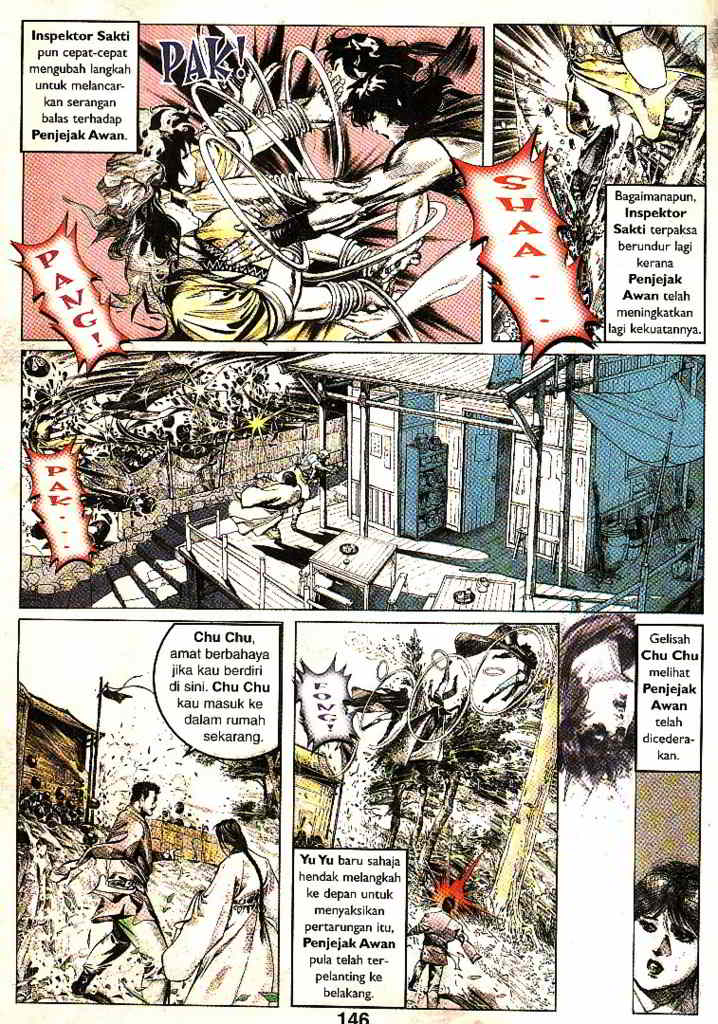 Inspektor Sakti
pun cepat-cepat
mengubah langkah
untuk melancar-
kan serangan
balas terhadap
Penjejak Awan.
PAK!
PANG!
SHAA----
Bagaimanapun,
Inspektor
Sakti terpaksa
berundur lagi
kerana
Penjejak
Awan telah
meningkatkan
lagi kekuatannya.
PAK----
Chu Chu,
amat berbahaya
jika kau berdiri
di sini. Chu Chu
kau masuk ke
dalam rumah
sekarang.
PONG!
Yu Yu baru sahaja
hendak melangkah
ke depan untuk
menyaksikan
pertarungan itu,
Penjejak Awan
pula telah ter-
pelanting ke
belakang.
Gelisah
Chu Chu
melihat
Penjejak
Awan
telah
dicedera-
kan.
146